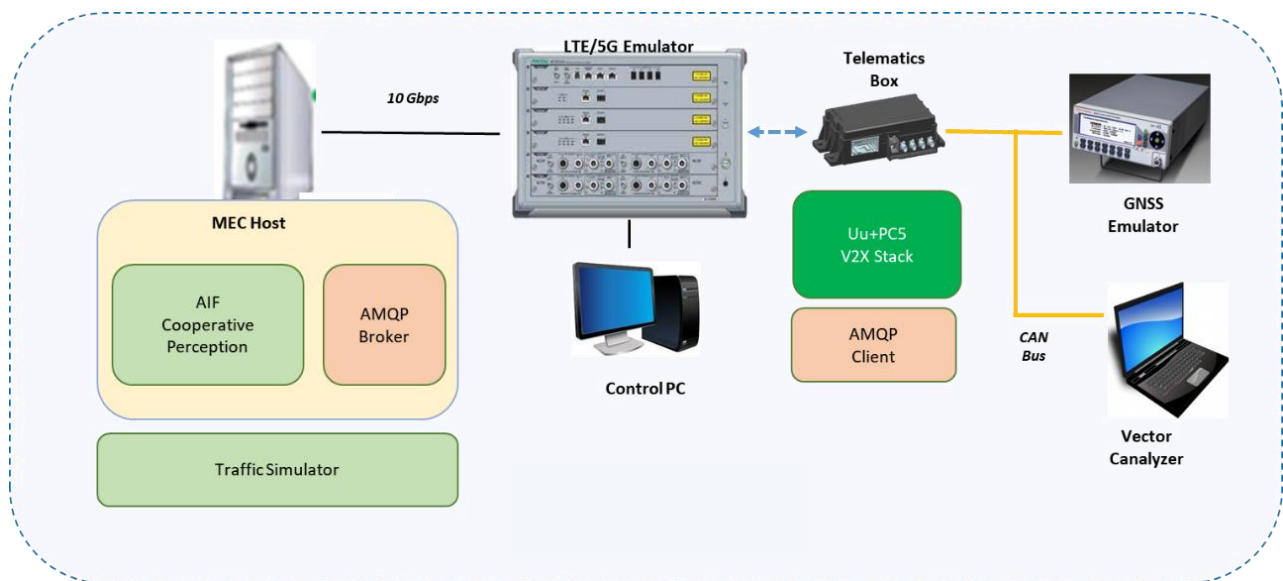 LTE/5G Emulator
Telematics
Box
10 Gbps
MEC Host
AIF
Cooperative
Perception
AMQP
Broker
Traffic Simulator
Control PC
Uu+PC5
V2X Stack
AMQP
Client
GNSS
Emulator
CAN
Bus
Vector
Canalyzer